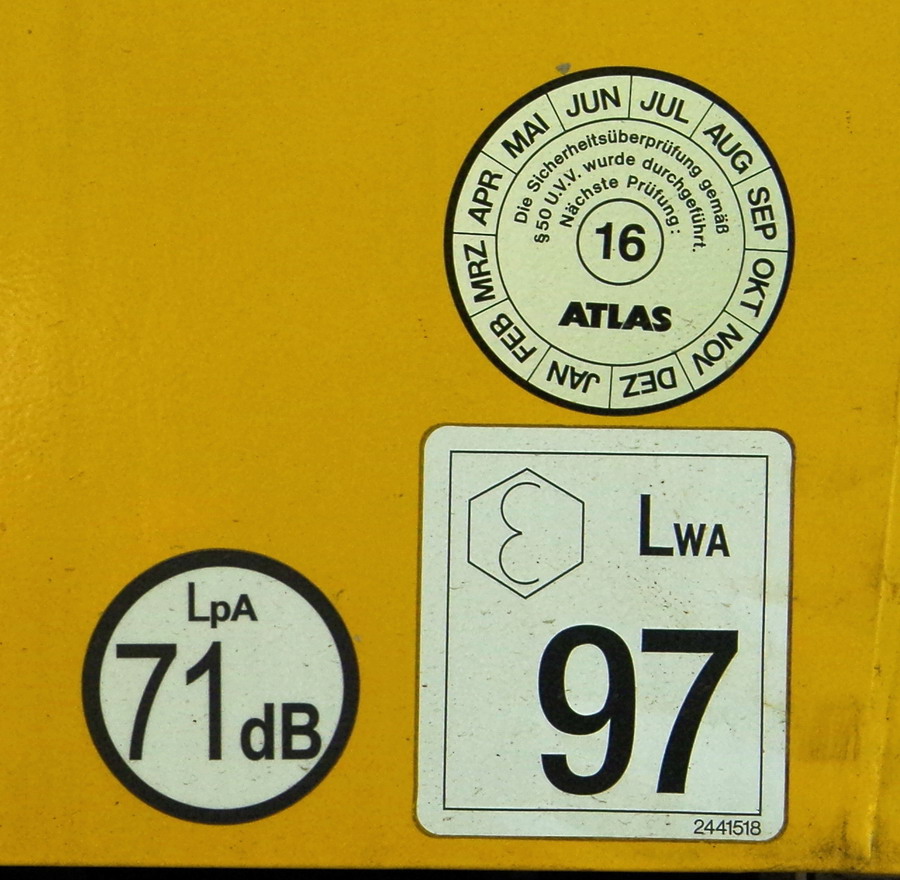 JAN FEB MRZ APR MAI JUN JUL AUG SEP OKT NOV DEZ
Die Sicherheitsüberprüfung gemäß
§50 U.V.V. wurde durchgeführt.
Nächste Prüfung:
16
ATLAS
LWA
97
2441518
LpA
71dB